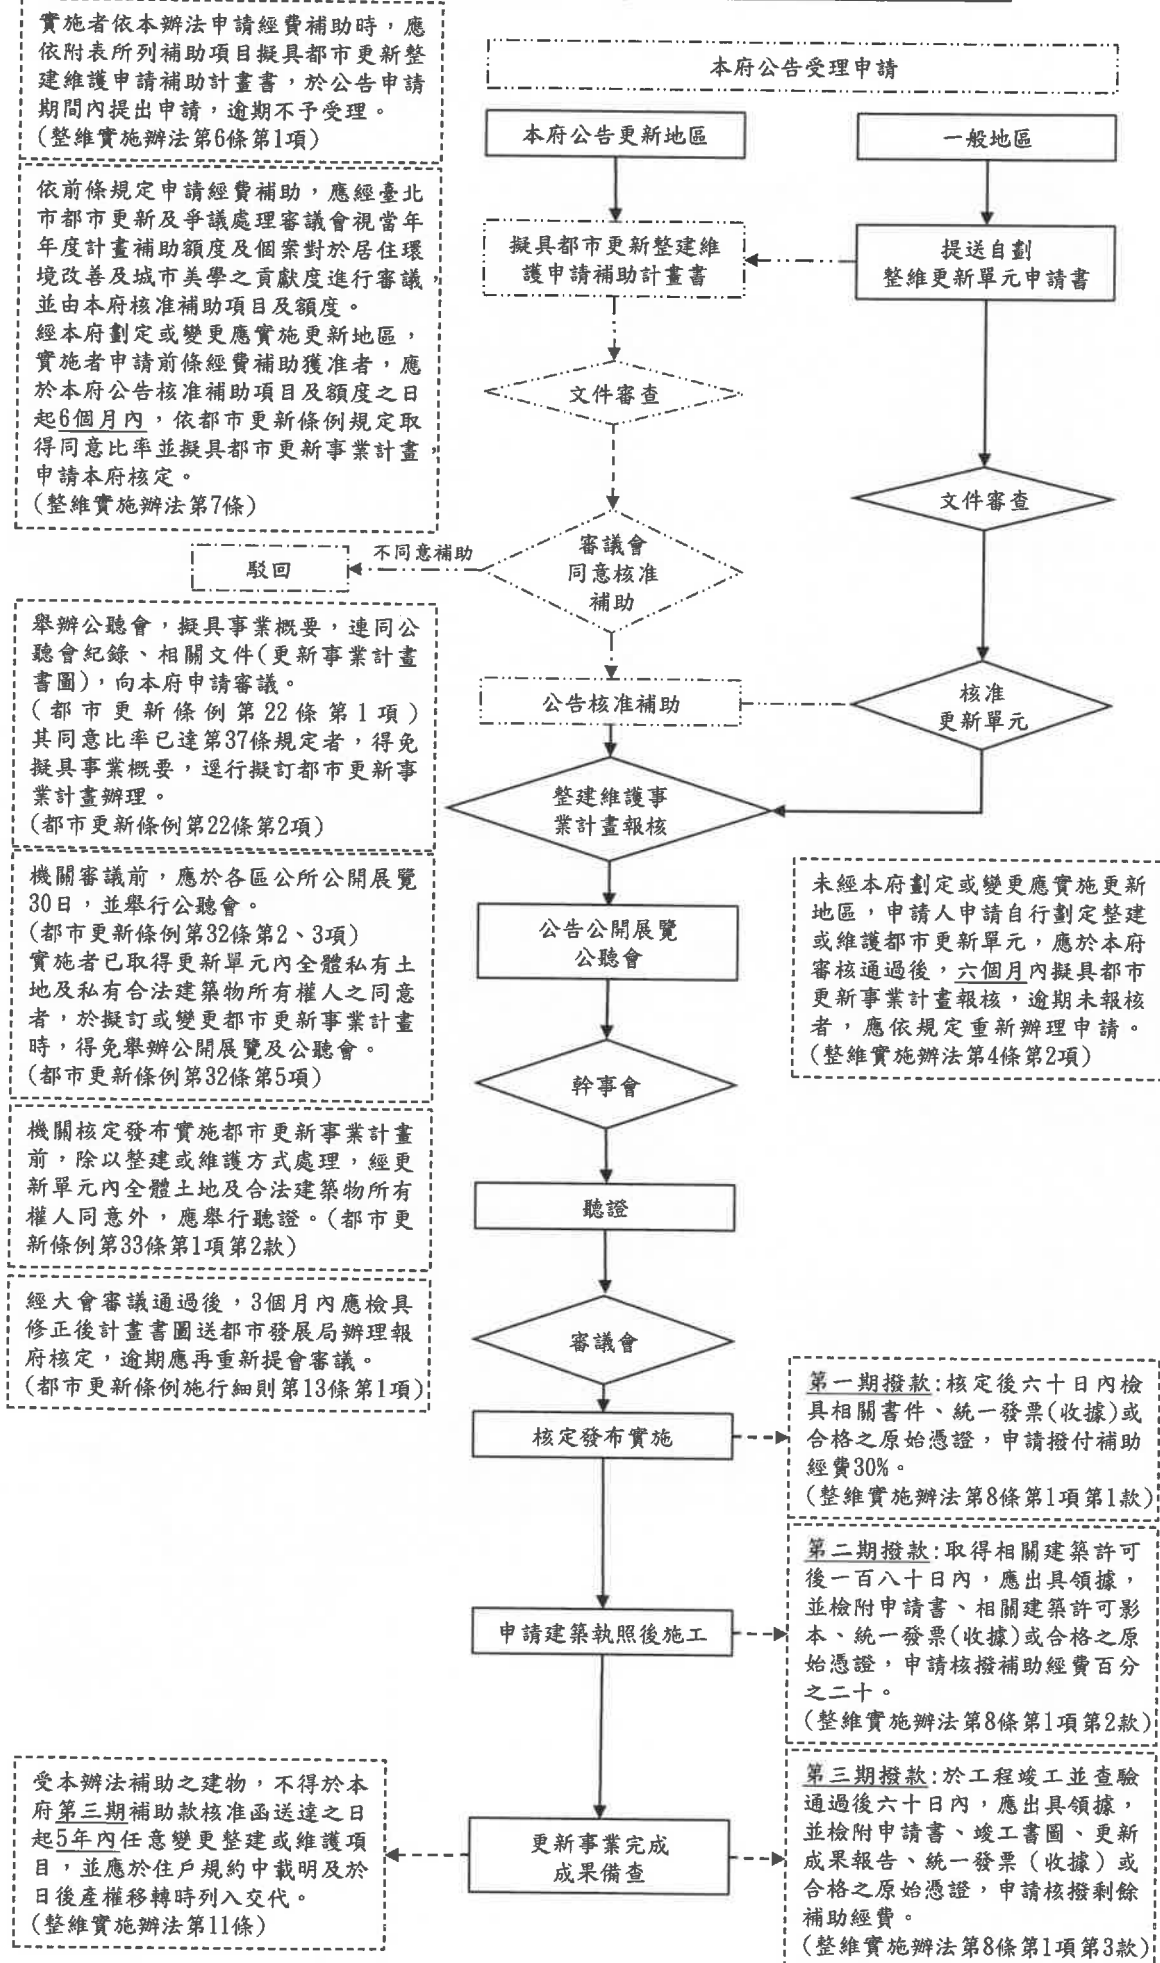 實施者依本辦法申請經費補助時，應
依附表所列補助項目擬具都市更新整
建維護申請補助計畫書，於公告申請
期間內提出申請，逾期不予受理。
(整維實施辦法第6條第1項)
依前條規定申請經費補助，應經臺北
市都市更新及爭議處理審議會視當年
年度計畫補助額度及個案對於居住環
境改善及城市美學之貢獻度進行審議，
並由本府核准補助項目及額度。
經本府劃定或變更應實施更新地區，
實施者申請前條經費補助獲准者，應
於本府公告核准補助項目及額度之日
起6個月內，依都市更新條例規定取
得同意比率並擬具都市更新事業計畫，
申請本府核定。
(整維實施辦法第7條)
本府公告受理申請
本府公告更新地區
一般地區
擬具都市更新整建維
護申請補助計畫書
提送自劃
整維更新單元申請書
文件審查
文件審查
審議會
同意核准
補助
不同意補助
駁回
公告核准補助
核准
更新單元
舉辦公聽會，擬具事業概要，連同公
聽會紀錄、相關文件(更新事業計畫
書圖)，向本府申請審議。
(都市更新條例第22條第1項)
其同意比率已達第37條規定者，得免
擬具事業概要，逕行擬訂都市更新事
業計畫辦理。
(都市更新條例第22條第2項)
整建維護事
業計畫報核
機關審議前，應於各區公所公開展覽
30日，並舉行公聽會。
(都市更新條例第32條第2、3項)
實施者已取得更新單元內全體私有土
地及私有合法建築物所有權人之同意
者，於擬訂或變更都市更新事業計畫
時，得免舉辦公開展覽及公聽會。
(都市更新條例第32條第5項)
公告公開展覽
公聽會
未經本府劃定或變更應實施更新
地區，申請人申請自行劃定整建
或維護都市更新單元，應於本府
審核通過後，六個月內擬具都市
更新事業計畫報核，逾期未報核
者，應依規定重新辦理申請。
(整維實施辦法第4條第2項)
幹事會
機關核定發布實施都市更新事業計畫
前，除以整建或維護方式處理，經更
新單元內全體土地及合法建築物所有
權人同意外，應舉行聽證。(都市更
新條例第33條第1項第2款)
聽證
經大會審議通過後，3個月內應檢具
修正後計畫書圖送都市發展局辦理報
府核定，逾期應再重新提會審議。
(都市更新條例施行細則第13條第1項)
審議會
核定發布實施
第一期撥款:核定後六十日內檢
具相關書件、統一發票(收據)或
合格之原始憑證，申請撥付補助
經費30%。
(整維實施辦法第8條第1項第1款)
申請建築執照後施工
第二期撥款:取得相關建築許可
後一百八十日內，應出具領據，
並檢附申請書、相關建築許可影
本、統一發票(收據)或合格之原
始憑證，申請核撥補助經費百分
之二十。
(整維實施辦法第8條第1項第2款)
受本辦法補助之建物，不得於本
府第三期補助款核准函送達之日
起5年內任意變更整建或維護項
目，並應於住戶規約中載明及於
日後產權移轉時列入交代。
(整維實施辦法第11條)
更新事業完成
成果備查
第三期撥款:於工程竣工並查驗
通過後六十日內，應出具領據，
並檢附申請書、竣工書圖、更新
成果報告、統一發票（收據）或
合格之原始憑證，申請核撥剩餘
補助經費。
(整維實施辦法第8條第1項第3款)